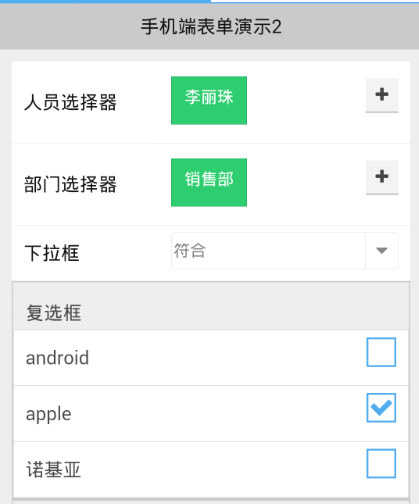 手机端表单演示2
人员选择器 李丽珠 +
部门选择器 销售部 +
下拉框 符合
复选框
android
apple
诺基亚